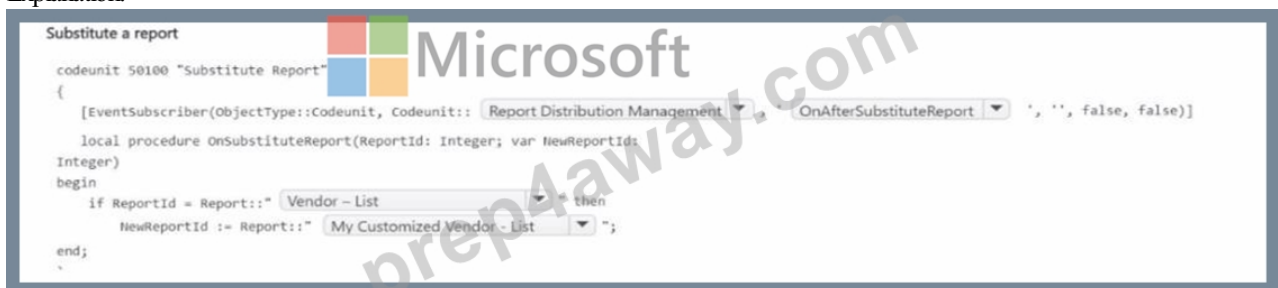 Explanation:
Substitute a report
Microsoft
codeunit 50100 "Substitute Report"
{
[EventSubscriber(ObjectType::Codeunit, Codeunit:: Report Distribution Management , ' OnAfterSubstituteReport ', '', false, false)]
local procedure OnSubstituteReport(ReportId: Integer; var NewReportId:
Integer)
begin
if ReportId = Report::" Vendor – List " then
NewReportId := Report::" My Customized Vendor - List ";
end;
prep4away.com